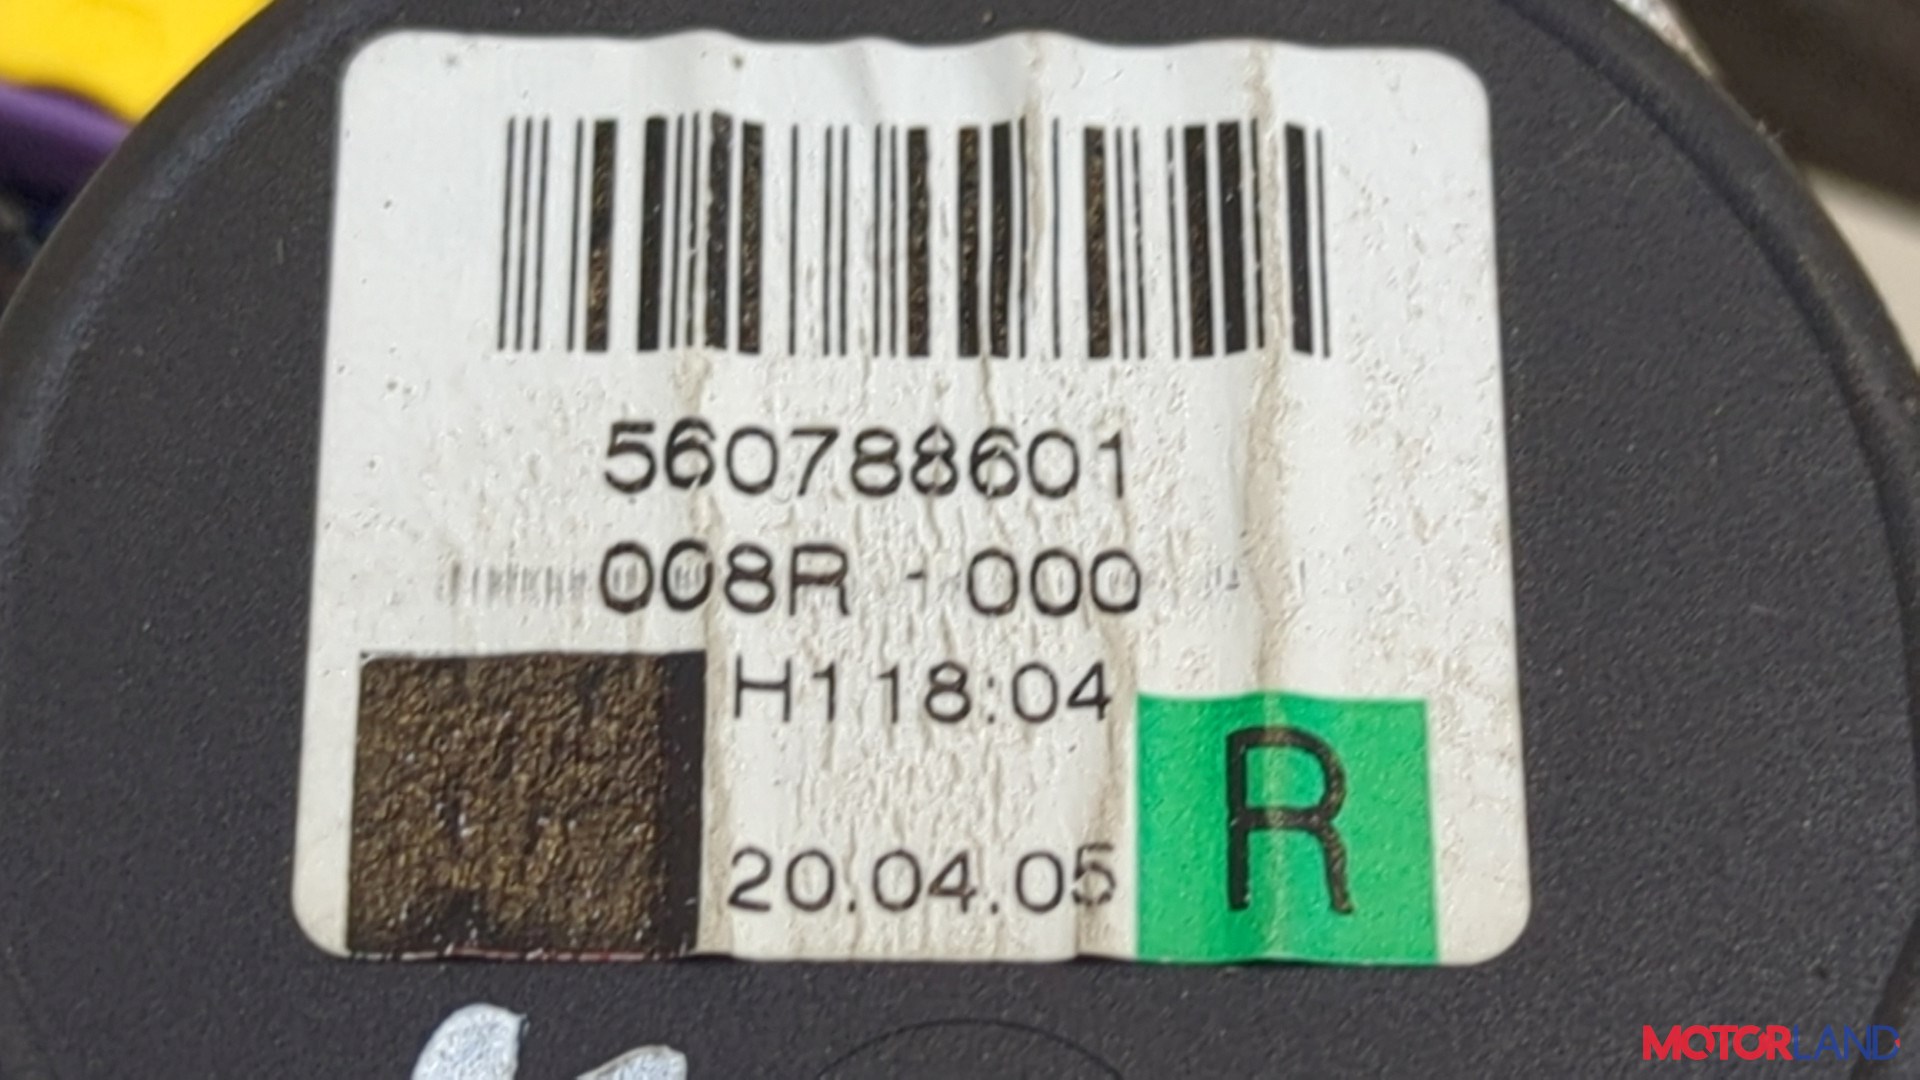 560788601
008R - 000
H1 18:04
20.04.05
R
MOTORLAND